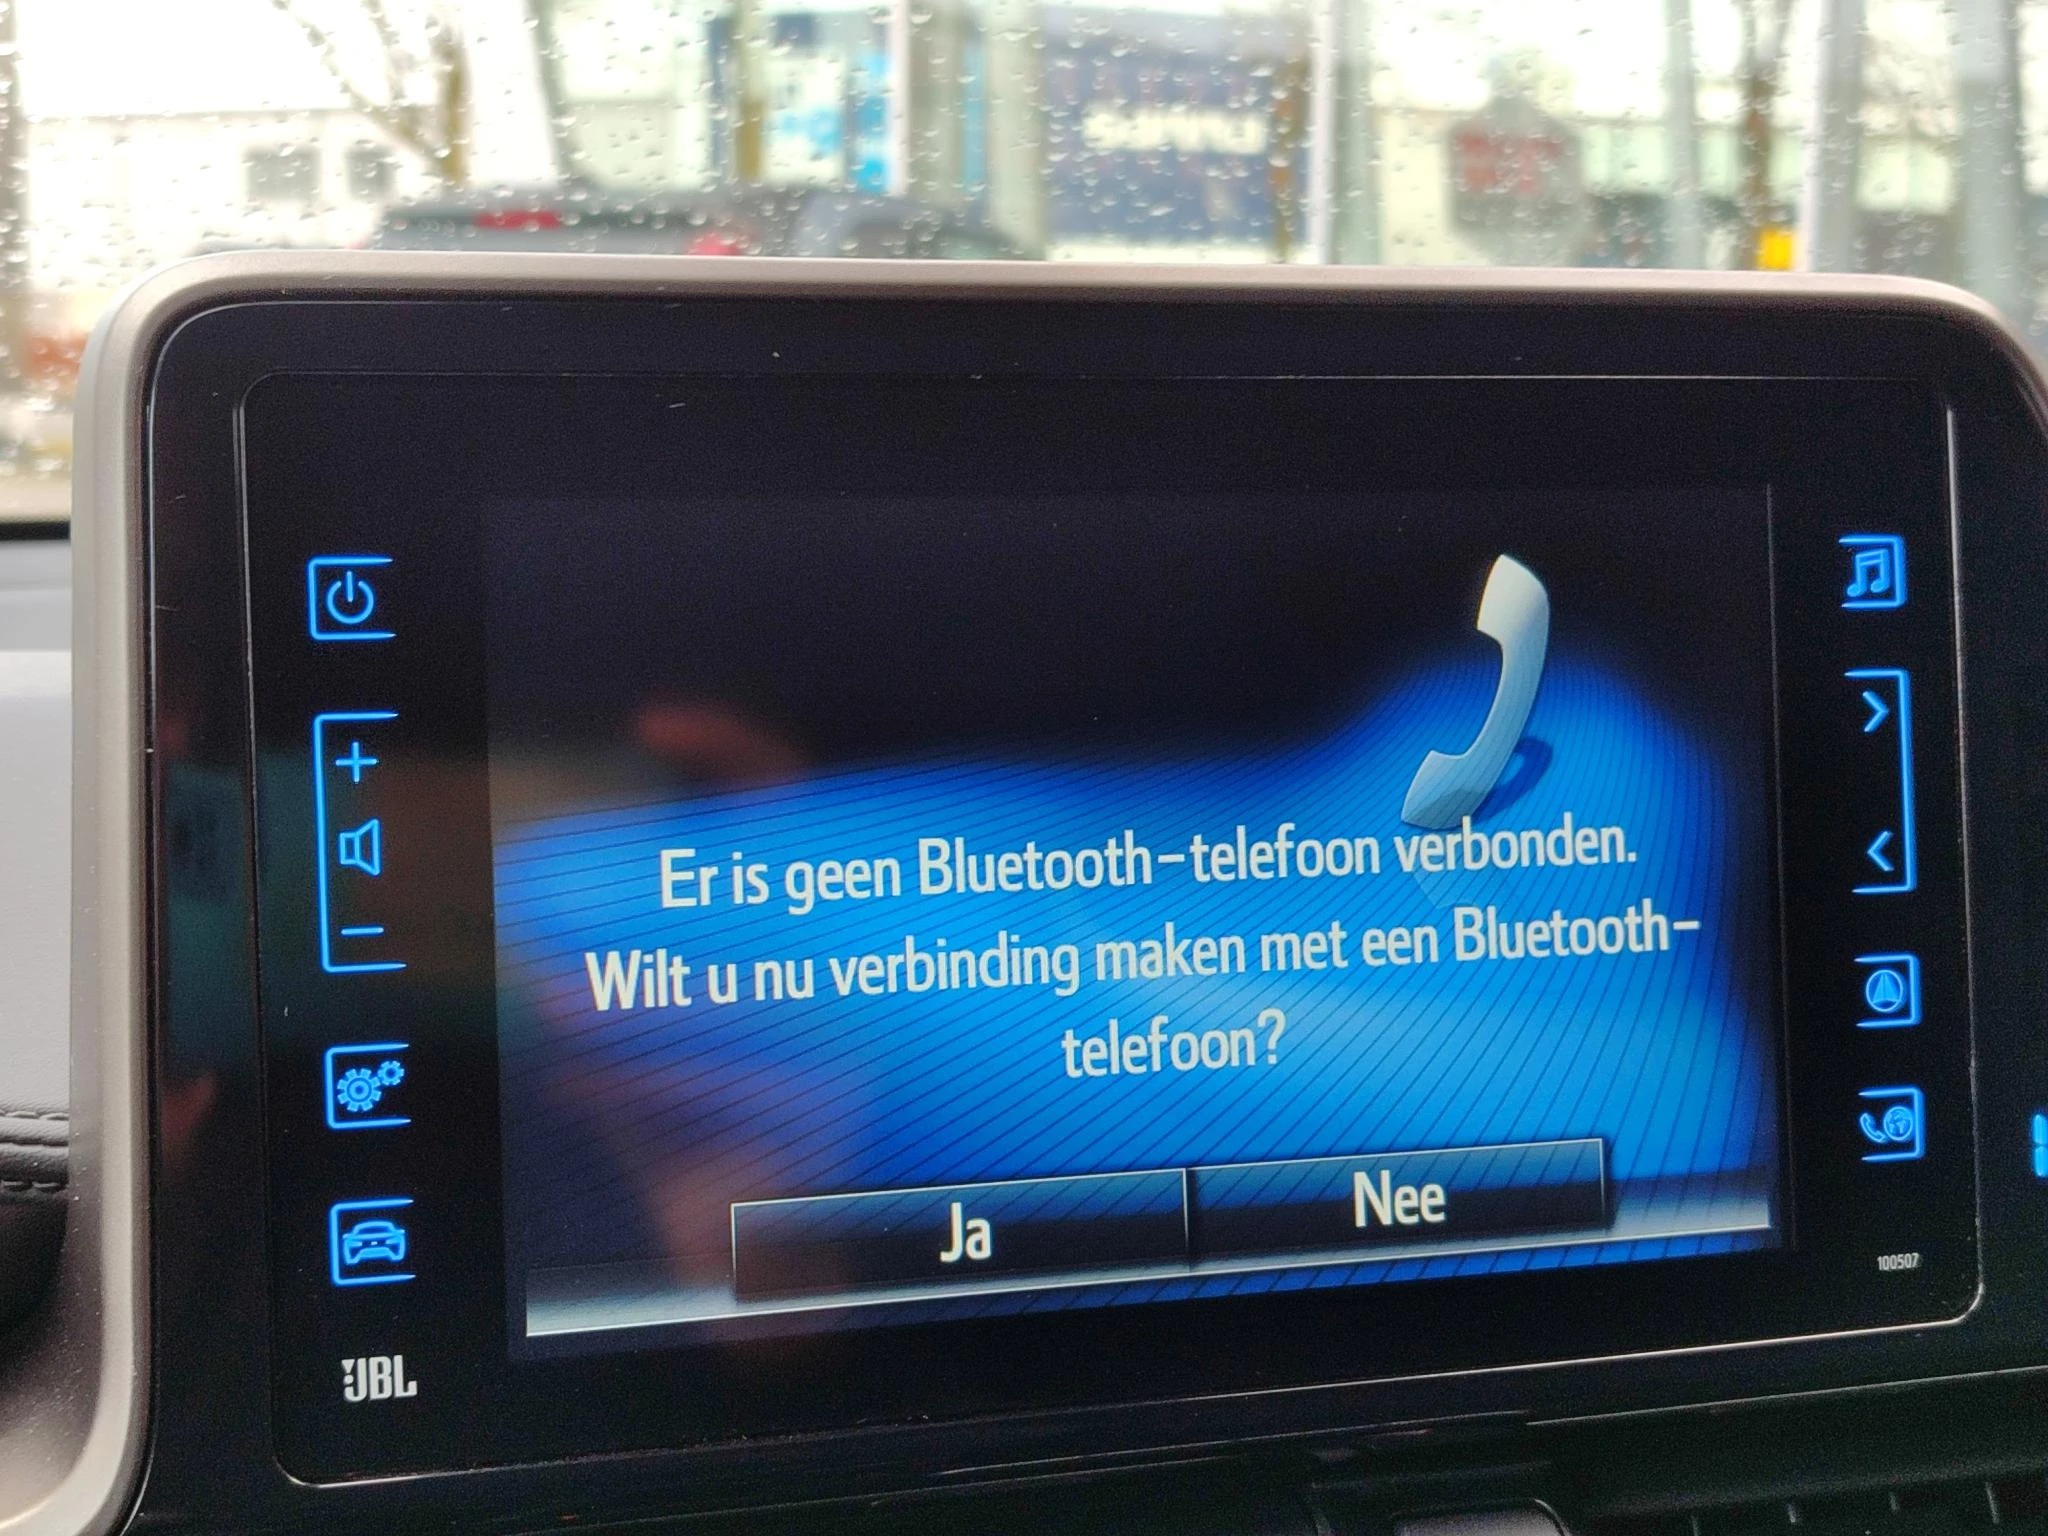 Er is geen Bluetooth-telefoon verbonden.
Wilt u nu verbinding maken met een Bluetooth-
telefoon?
Ja Nee
100507
JBL